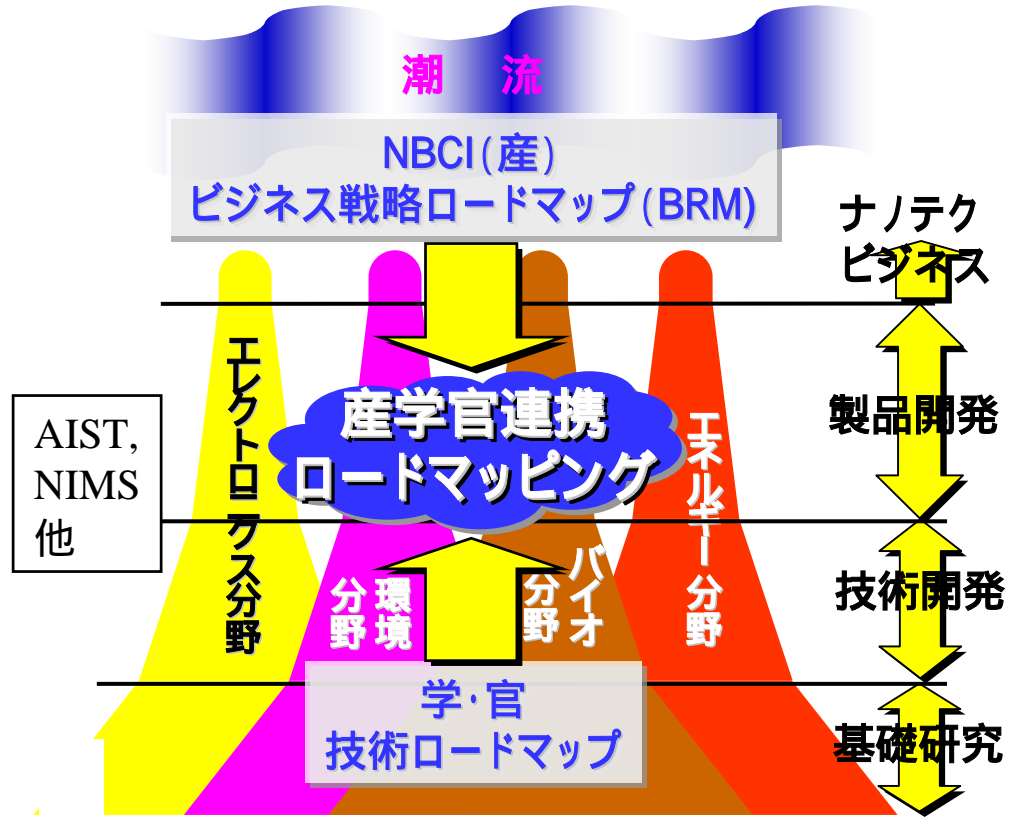 潮 流
NBCI(産)
ビジネス戦略ロードマップ(BRM)
ナノテク
ビジネス
製品開発
技術開発
基礎研究
AIST,
NIMS
他
エレクトロニクス分野
産学官連携
ロードマッピング
環境
分野
バイオ
分野
エネルギー分野
学・官
技術ロードマップ